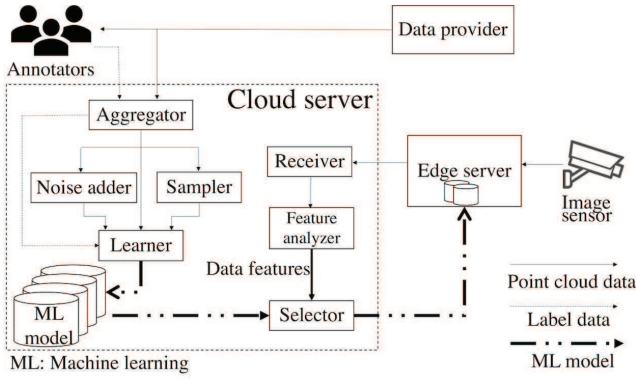 Data provider
Annotators
Cloud server
Aggregator
Receiver
Edge server
Noise adder
Sampler
Image
sensor
Feature
analyzer
Learner
Data features
Point cloud data
ML
model
Selector
Label data
ML model
ML: Machine learning